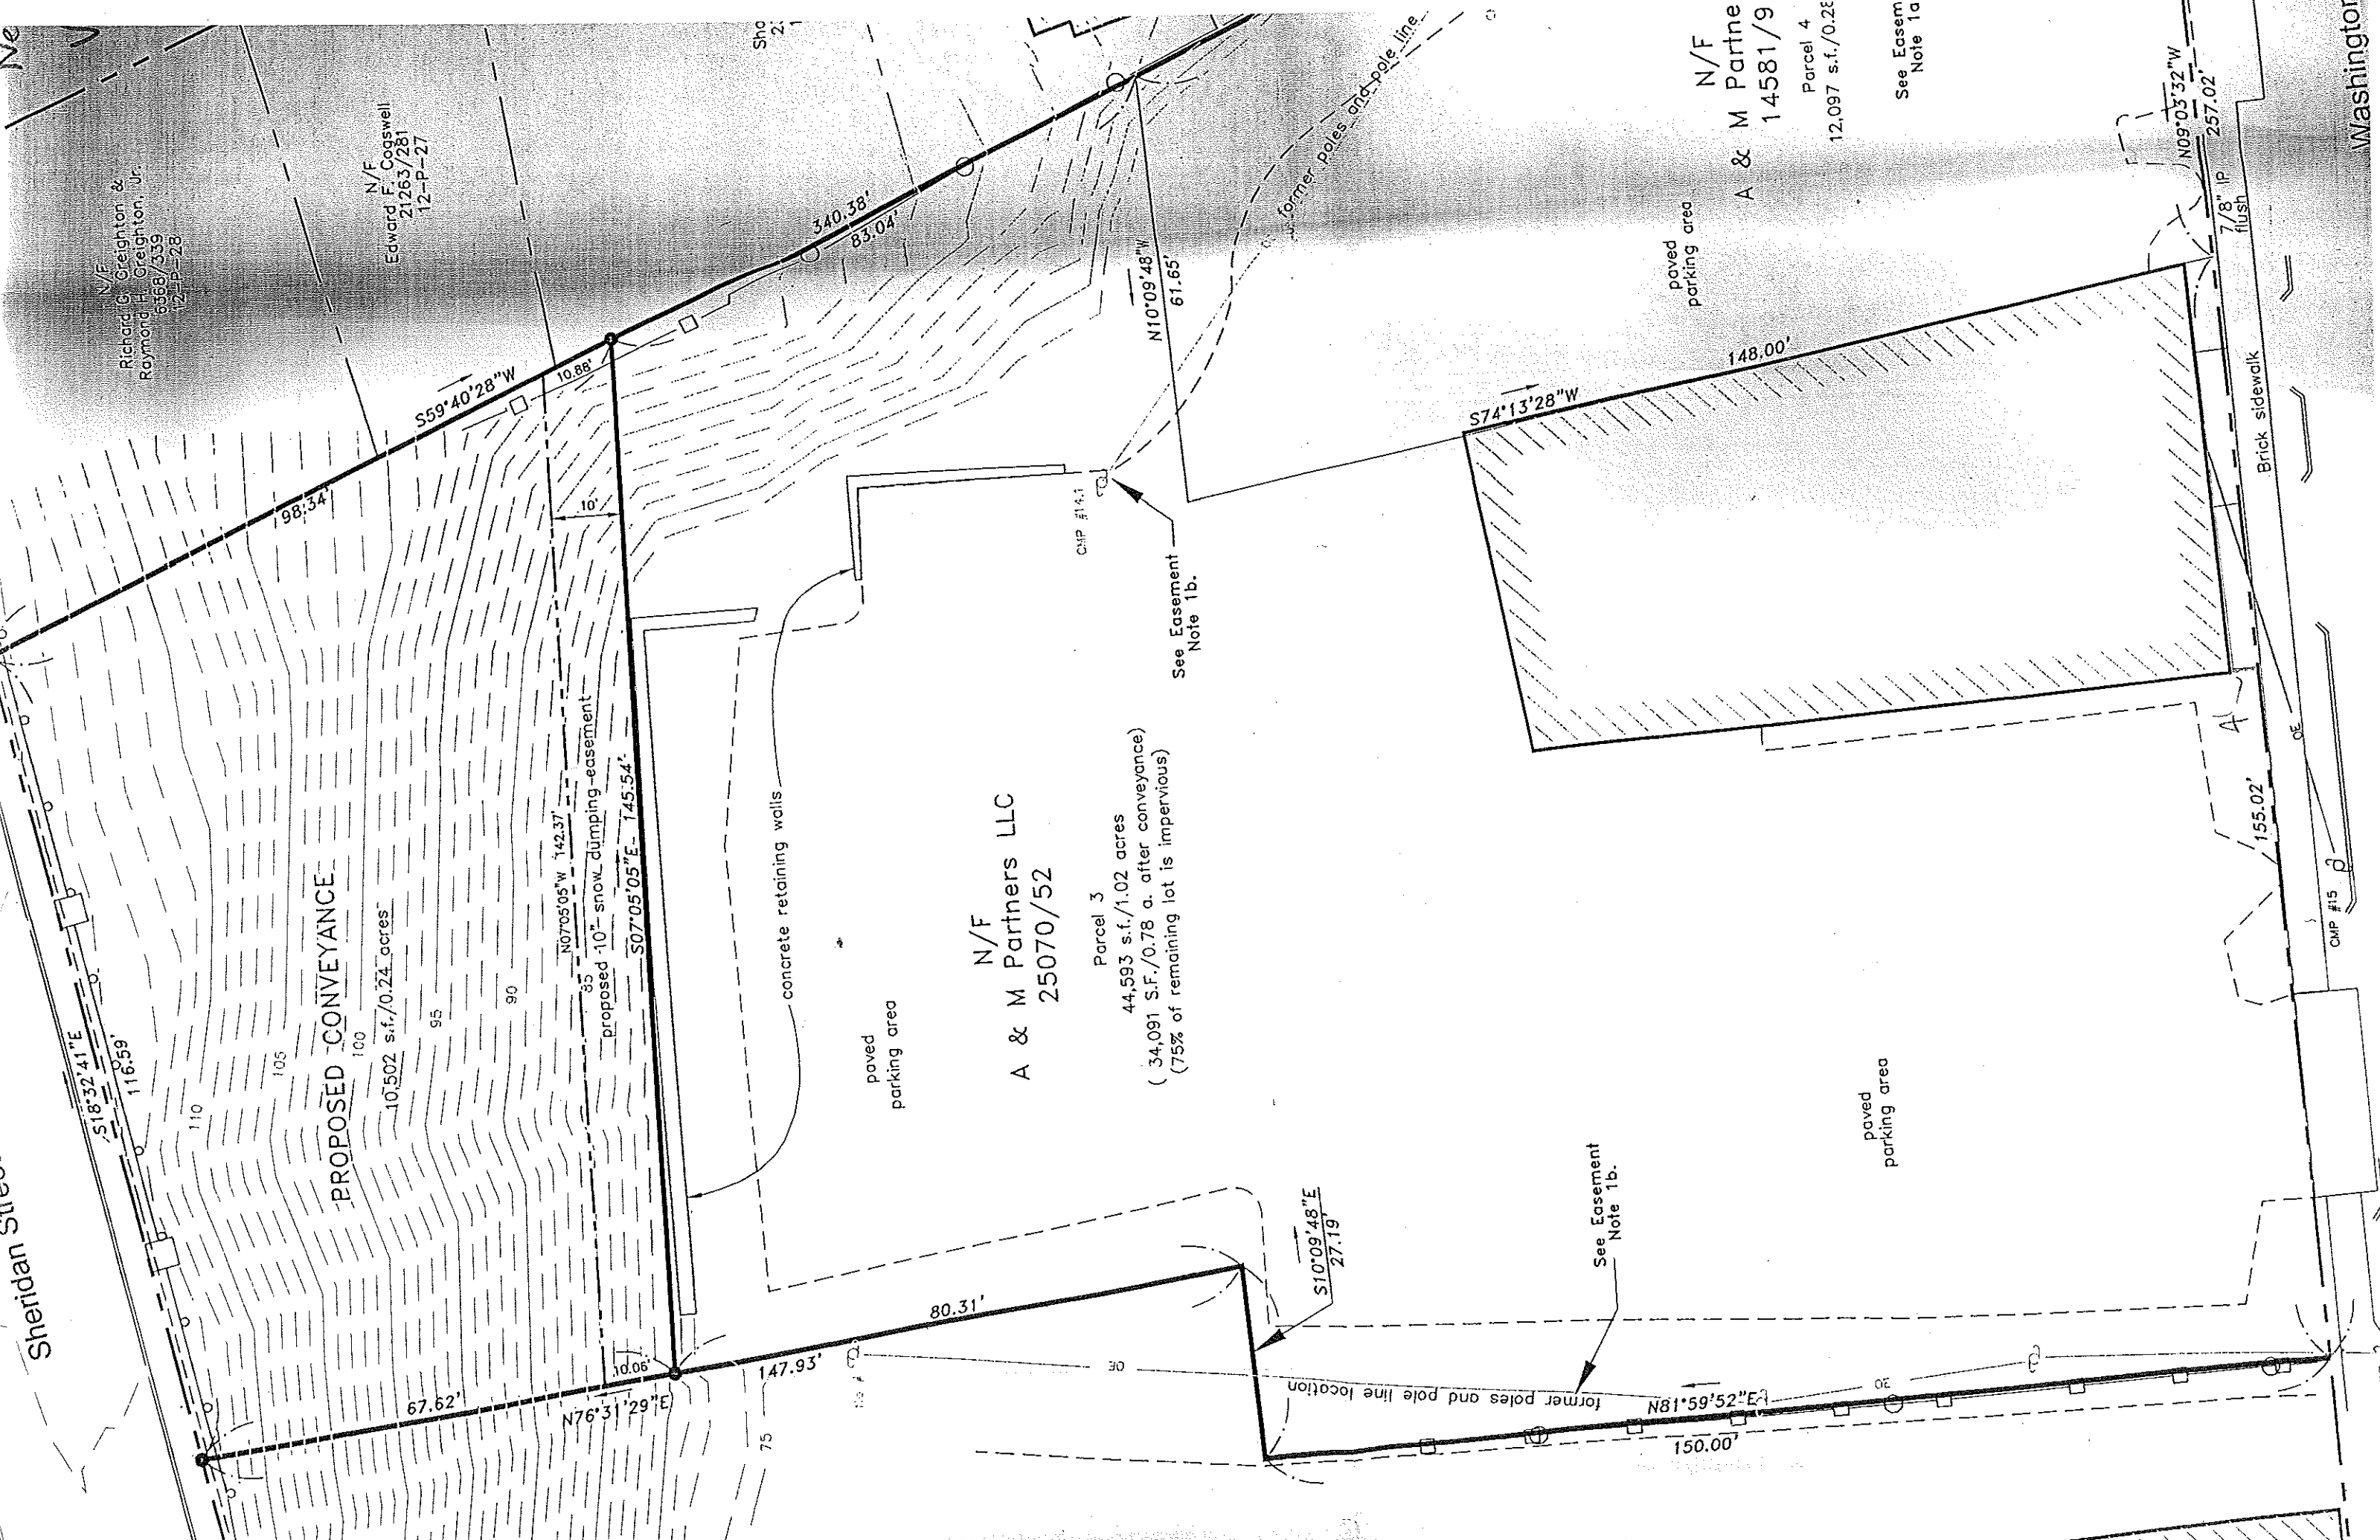 Sheridan
N/F
Richard G. Greighton &
Raymond H. Greighton, Jr.
6368/339
12-P-28
N/F
Edward F. Cogswell
21263/281
12-P-27
S59°40'28"W
98.34'
10.88'
340.38'
83.04'
former poles and pole line
N/F
A & M Partne
14581/9
Parcel 4
12,097 s.f./0.28
See Easem
Note 1a
N09°03'32"W
257.02'
7/8" IP
flush
Washington
N10°09'48"W
61.65'
paved
parking area
S74°13'28"W
148.00'
Brick sidewalk
10'
CMP #14.1
See Easement
Note 1b.
S18°32'41"E
116.59'
110
105
PROPOSED CONVEYANCE
100
10,502 s.f./0.24 acres
95
90
N07°05'05"W 142.37'
85
proposed 10" snow dumping easement
S07°05'05"E 145.54'
concrete retaining walls
paved
parking area
N/F
A & M Partners LLC
25070/52
Parcel 3
44,593 s.f./1.02 acres
( 34,091 S.F./0.78 a. after conveyance)
(75% of remaining lot is impervious)
155.02'
OE
CMP #15
paved
parking area
67.62'
N76°31'29"E
10.06'
147.93'
80.31'
75
OE
S10°09'48"E
27.19'
See Easement
Note 1b.
former poles and pole line location
N81°59'52"E
OE
150.00'